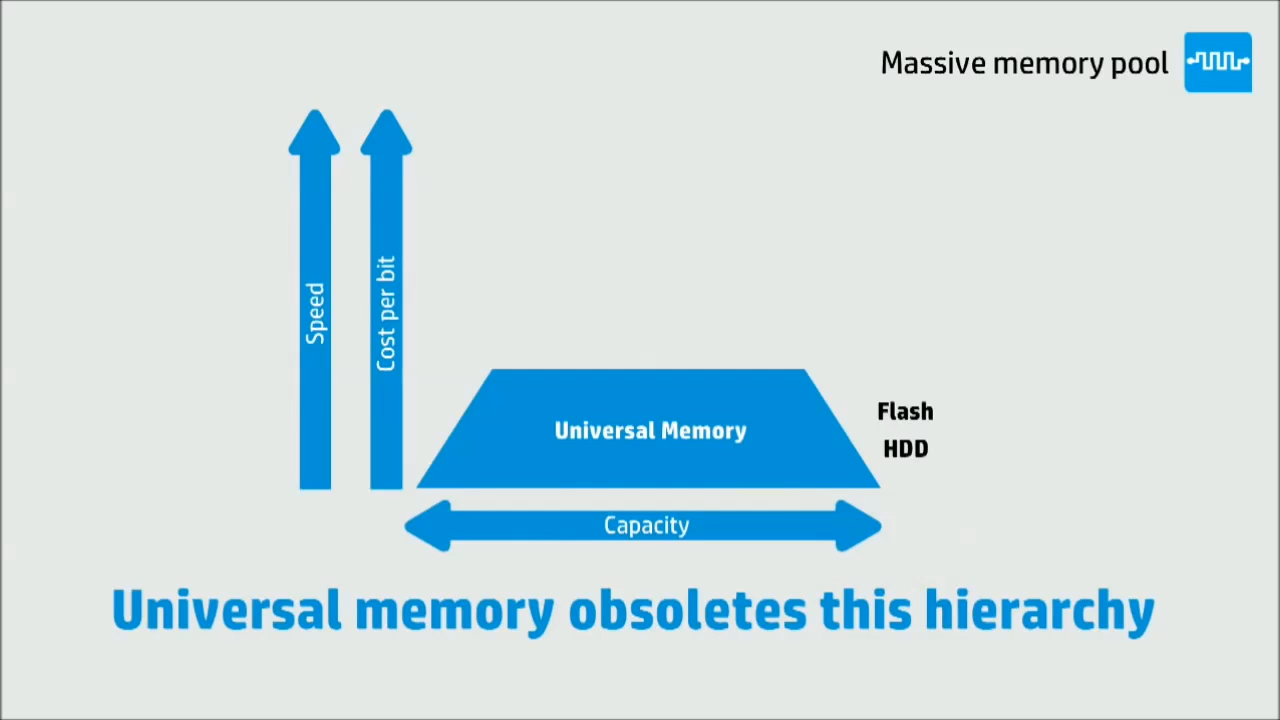 Massive memory pool
Speed
Cost per bit
Universal Memory
Flash
HDD
Capacity
Universal memory obsoletes this hierarchy